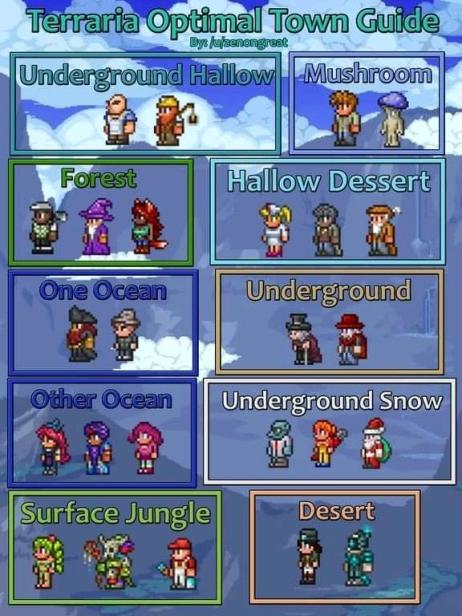 Terraria Optimal Town Guide
By: /u/zenongreat
Underground Hallow
Mushroom
Forest
Hallow Dessert
One Ocean
Underground
Other Ocean
Underground Snow
Surface Jungle
Desert